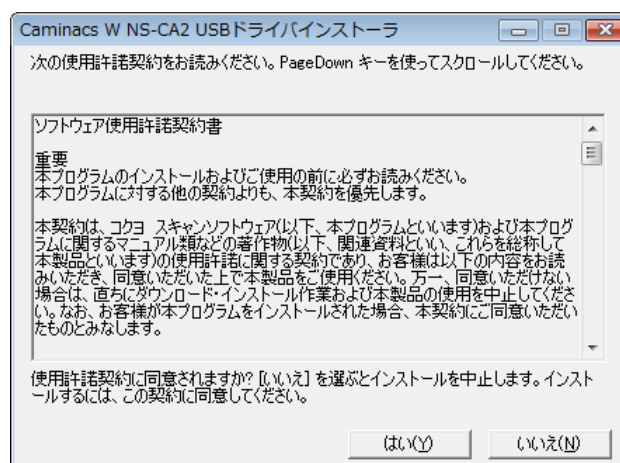 Caminacs W NS-CA2 USBドライバインストーラ
次の使用許諾契約をお読みください。PageDown キーを使ってスクロールしてください。
ソフトウェア使用許諾契約書
重要
本プログラムのインストールおよびご使用の前に必ずお読みください。
本プログラムに対する他の契約よりも、本契約を優先します。
本契約は、コクヨ スキャンソフトウェア(以下、本プログラムといいます)および本プログ
ラムに関するマニュアル類などの著作物(以下、関連資料といい、これらを総称して
本製品といいます)の使用許諾に関する契約であり、お客様は以下の内容をお読
みいただき、同意いただいた上で本製品をご使用ください。万一、同意いただけない
場合は、直ちにダウンロード・インストール作業および本製品の使用を中止してくださ
い。なお、お客様が本プログラムをインストールされた場合、本契約にご同意いただい
たものとみなします。
使用許諾契約に同意されますか? [いいえ] を選ぶとインストールを中止します。インスト
ールするには、この契約に同意してください。
はい(Y)
いいえ(N)